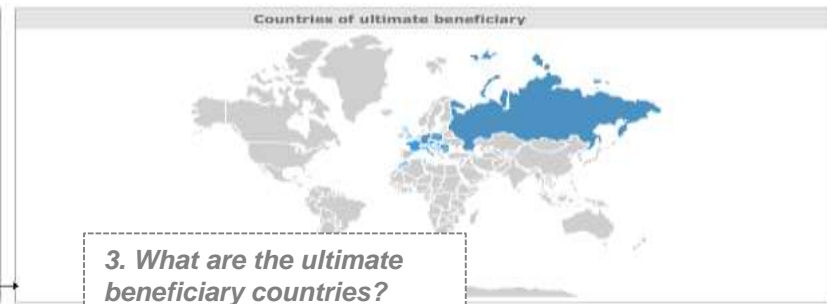 Countries of ultimate beneficiary
3. What are the ultimate
beneficiary countries?